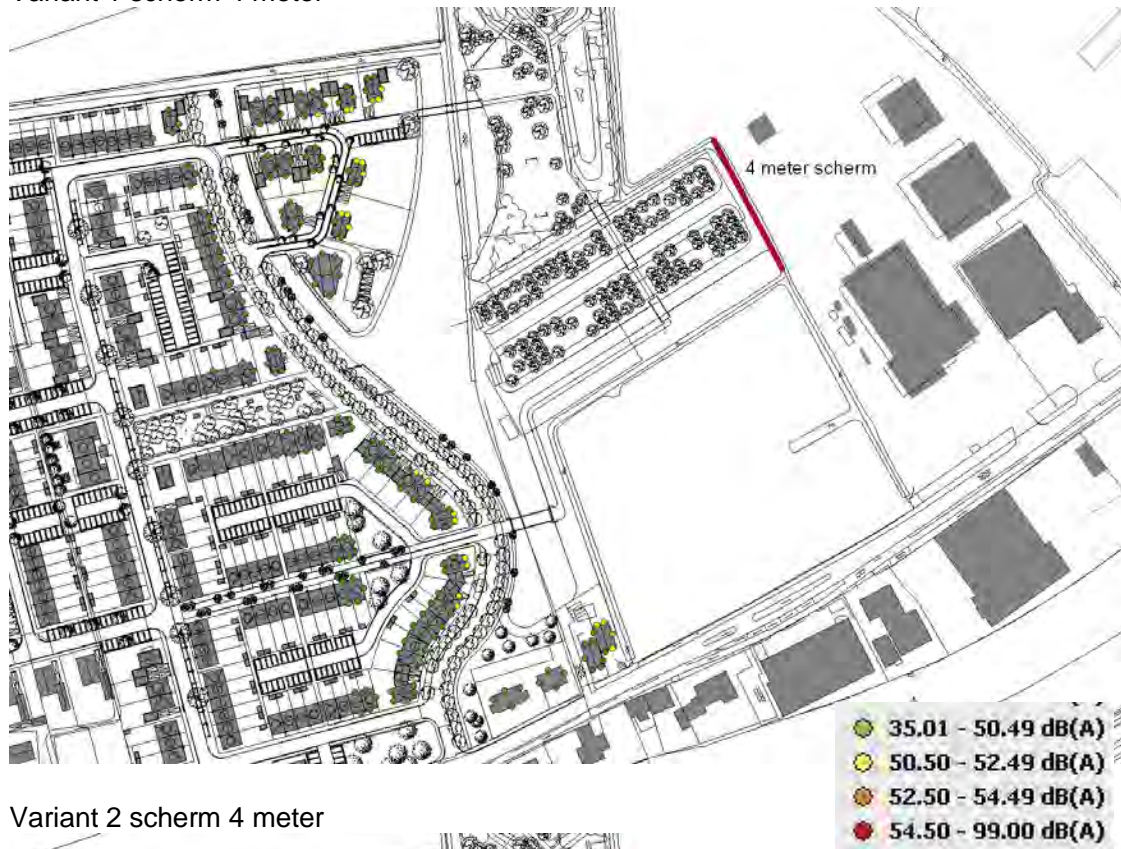 4 meter scherm
35.01 - 50.49 dB(A)
50.50 - 52.49 dB(A)
52.50 - 54.49 dB(A)
54.50 - 99.00 dB(A)
Variant 2 scherm 4 meter